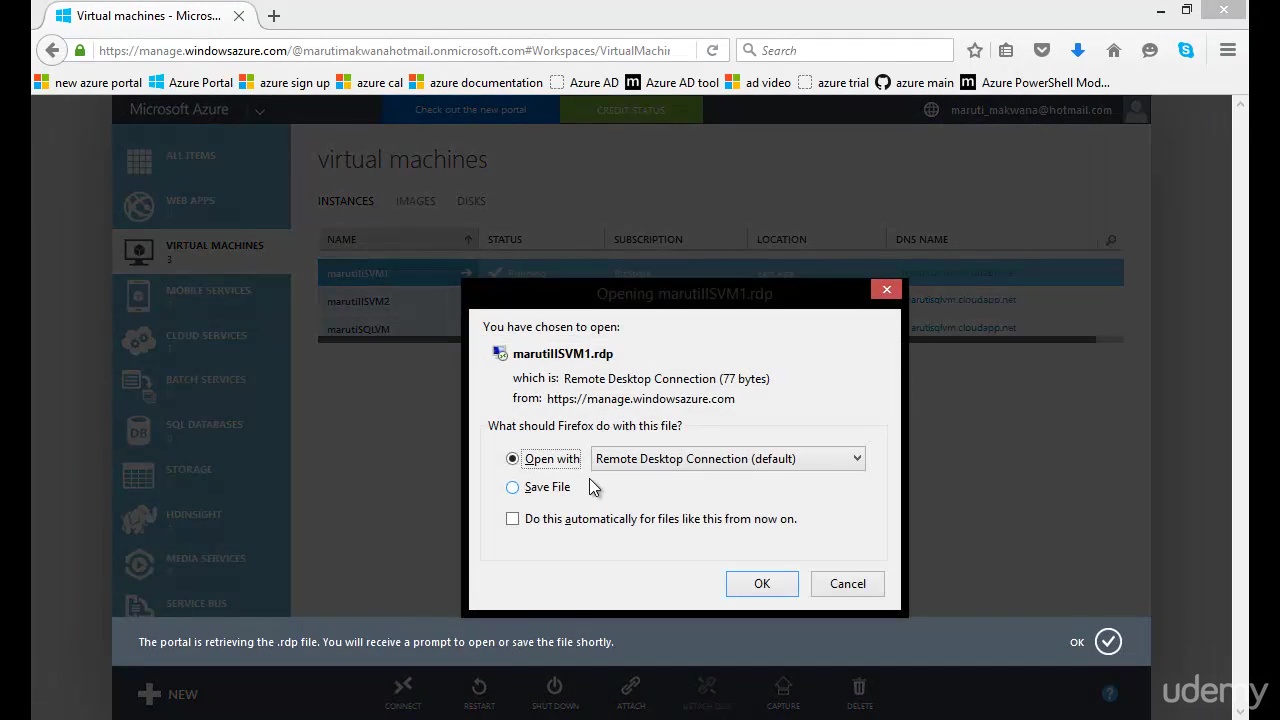 Virtual machines - Micros...
https://manage.windowsazure.com/@marutimakwanahotmail.onmicrosoft.com#Workspaces/VirtualMachi
Search
new azure portal
Azure Portal
azure sign up
azure cal
azure documentation
Azure AD
Azure AD tool
ad video
azure trial
azure main
Azure PowerShell Mod...
Microsoft Azure
Check out the new portal
CREDIT STATUS
maruti_makwana@hotmail.com
ALL ITEMS
WEB APPS
VIRTUAL MACHINES
3
MOBILE SERVICES
CLOUD SERVICES
BATCH SERVICES
SQL DATABASES
STORAGE
HDINSIGHT
MEDIA SERVICES
SERVICE BUS
virtual machines
INSTANCES
IMAGES
DISKS
NAME
STATUS
SUBSCRIPTION
LOCATION
DNS NAME
marutiIISVM1
Running
marutiIISVM2
marutisqlvm.cloudapp.net
marutiSQLVM
marutisqlvm.cloudapp.net
Opening marutiIISVM1.rdp
You have chosen to open:
marutiIISVM1.rdp
which is: Remote Desktop Connection (77 bytes)
from: https://manage.windowsazure.com
What should Firefox do with this file?
Open with
Remote Desktop Connection (default)
Save File
Do this automatically for files like this from now on.
OK
Cancel
The portal is retrieving the .rdp file. You will receive a prompt to open or save the file shortly.
OK
NEW
CONNECT
RESTART
SHUT DOWN
ATTACH
DETACH DISK
CAPTURE
DELETE
?
udemy